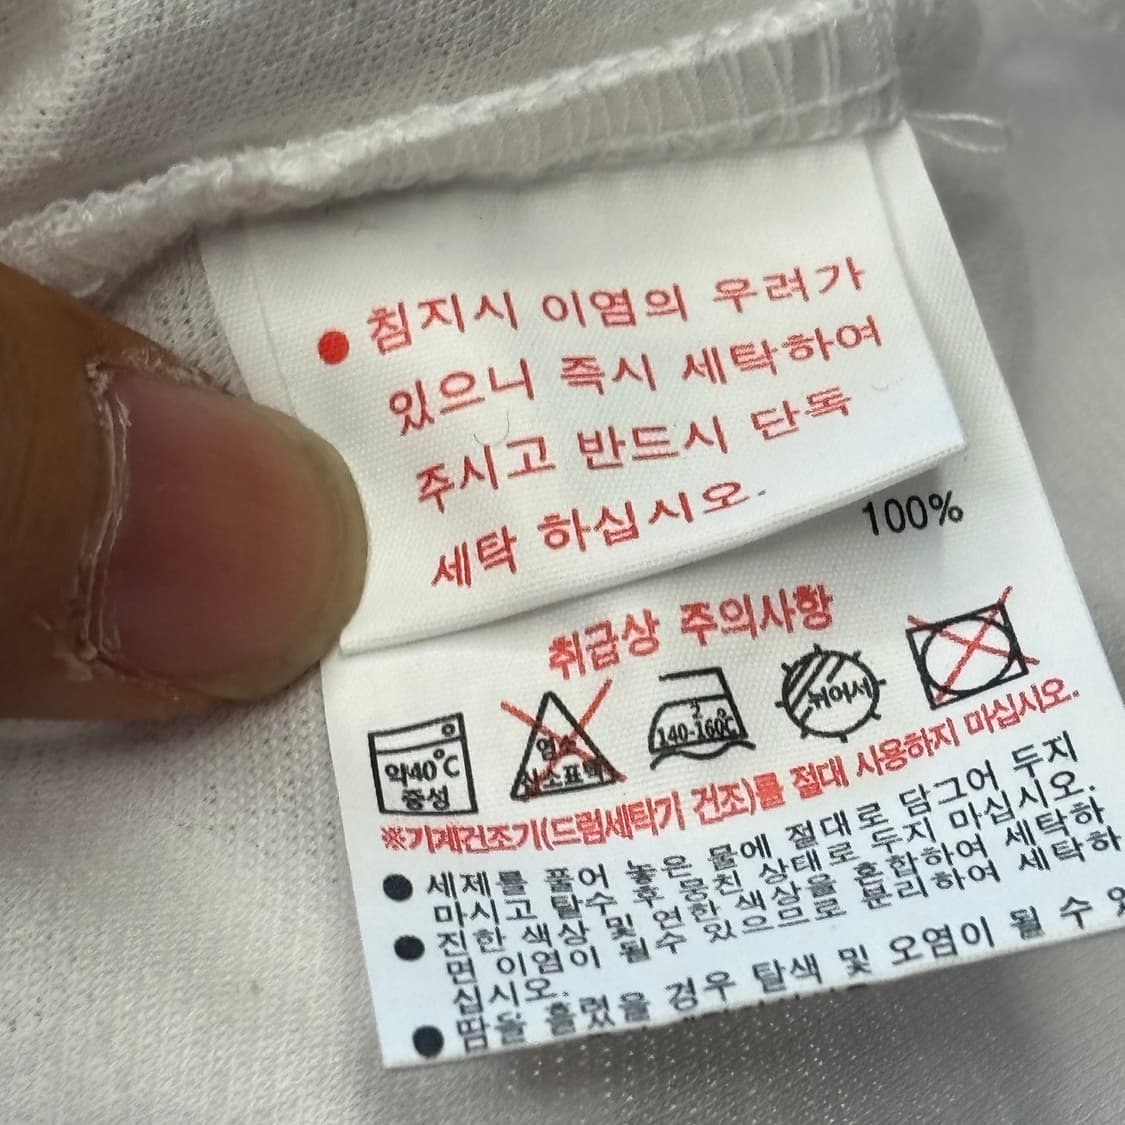 ● 침지시 이염의 우려가
있으니 즉시 세탁하여
주시고 반드시 단독
세탁 하십시오.
100%
취급상 주의사항
약40℃
중성
염소
산소표백
140-160℃
뉘어서
※기계건조기(드럼세탁기 건조)를 절대 사용하지 마십시오.
● 세제를 풀어 놓은 물에 절대로 담그어 두지
마시고 탈수 후 뭉친 상태로 두지 마십시오.
● 진한 색상 및 연한 색상을 혼합하여 세탁하
면 이염이 될수 있으므로 분리하여 세탁하
십시오.
● 땀을 흘렸을 경우 탈색 및 오염이 될 수